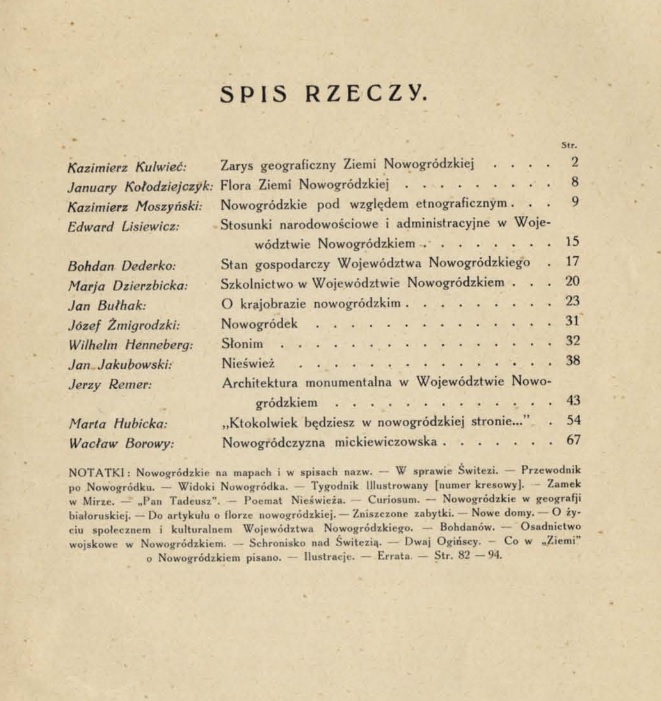 SPIS RZECZY.
Str.
Kazimierz Kulwieć: Zarys geograficzny Ziemi Nowogródzkiej . . . . 2
January Kołodziejczyk: Flora Ziemi Nowogródzkiej . . . . . . . . . 8
Kazimierz Moszyński: Nowogródzkie pod względem etnograficznym . . . 9
Edward Lisiewicz: Stosunki narodowościowe i administracyjne w Woje-
wództwie Nowogródzkiem . . . . . . . . 15
Bohdan Dederko: Stan gospodarczy Województwa Nowogródzkiego . 17
Marja Dzierzbicka: Szkolnictwo w Województwie Nowogródzkiem . . . 20
Jan Bułhak: O krajobrazie nowogródzkim . . . . . . . . . 23
Józef Żmigrodzki: Nowogródek . . . . . . . . . . . . . 31
Wilhelm Henneberg: Słonim . . . . . . . . . . . . . . . 32
Jan Jakubowski: Nieśwież . . . . . . . . . . . . . . 38
Jerzy Remer: Architektura monumentalna w Województwie Nowo-
gródzkiem . . . . . . . . . . . . 43
Marta Hubicka: „Ktokolwiek będziesz w nowogródzkiej stronie...” . 54
Wacław Borowy: Nowogródczyzna mickiewiczowska . . . . . . . 67
NOTATKI: Nowogródzkie na mapach i w spisach nazw. — W sprawie Świtezi. — Przewodnik
po Nowogródku. — Widoki Nowogródka. — Tygodnik Illustrowany [numer kresowy]. — Zamek
w Mirze. — „Pan Tadeusz”. — Poemat Nieświeża. — Curiosum. — Nowogródzkie w geografji
białoruskiej. — Do artykułu o florze nowogródzkiej. — Zniszczone zabytki. — Nowe domy. — O ży-
ciu społecznem i kulturalnem Województwa Nowogródzkiego. — Bohdanów. — Osadnictwo
wojskowe w Nowogródzkiem. — Schronisko nad Świtezią. — Dwaj Ogińscy. — Co w „Ziemi”
o Nowogródzkiem pisano. — Ilustracje. — Errata. — Str. 82 — 94.